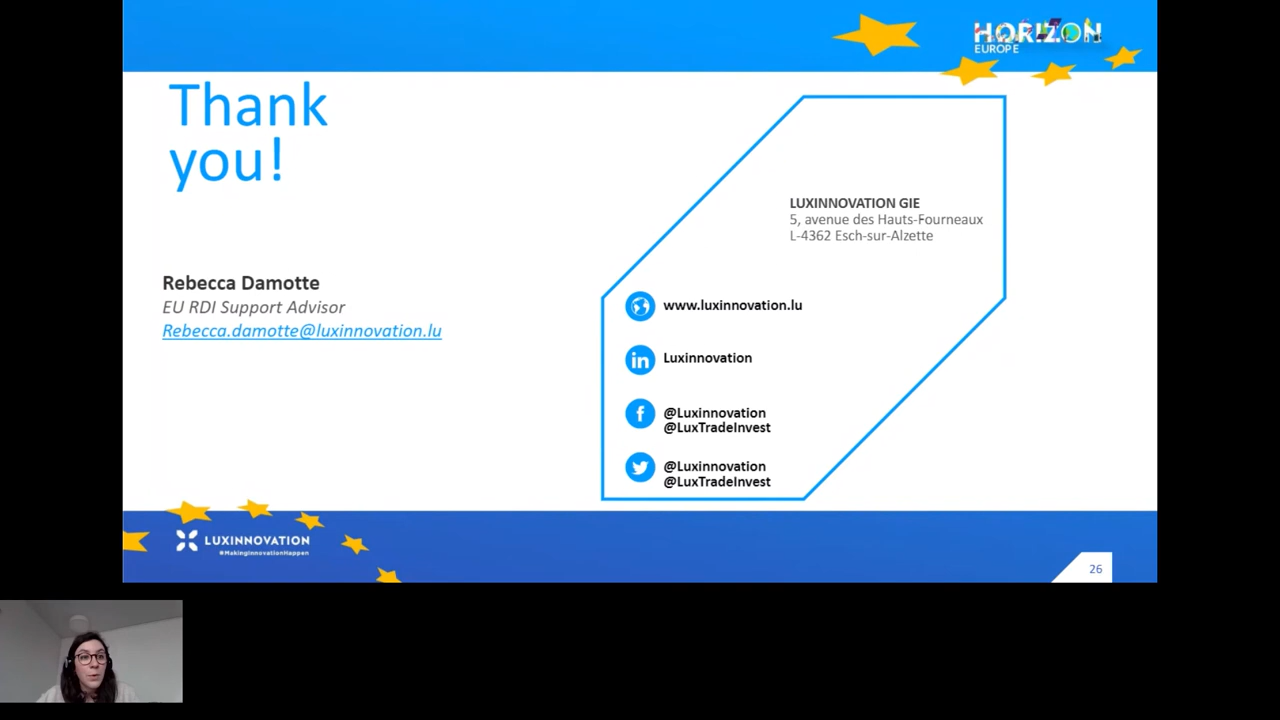 HORIZON
EUROPE
Thank
you!
LUXINNOVATION GIE
5, avenue des Hauts-Fourneaux
L-4362 Esch-sur-Alzette
Rebecca Damotte
EU RDI Support Advisor
Rebecca.damotte@luxinnovation.lu
www.luxinnovation.lu
in
Luxinnovation
f
@Luxinnovation
@LuxTradeInvest
@Luxinnovation
@LuxTradeInvest
LUXINNOVATION
#MakingInnovationHappen
26